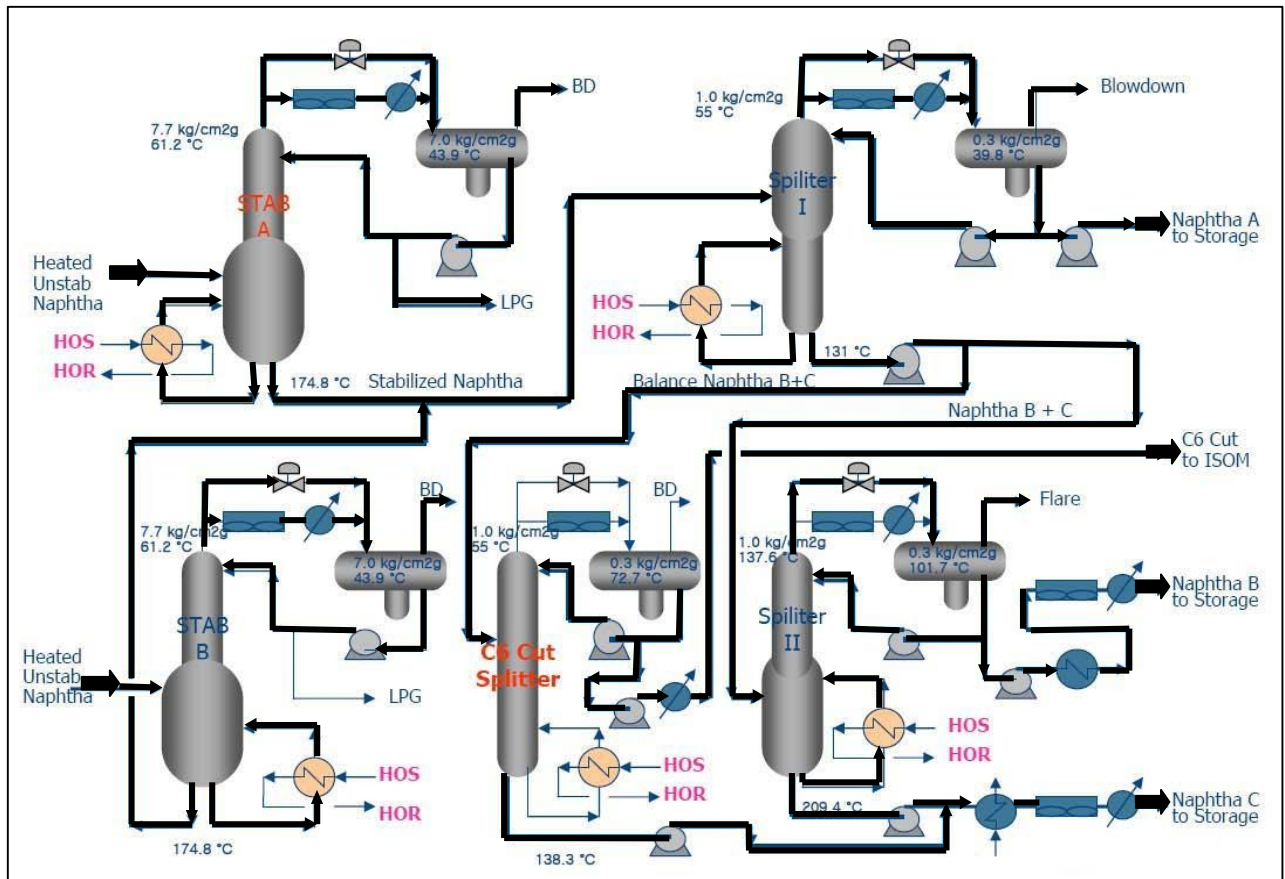 BD
Blowdown
7.7 kg/cm2g
61.2 °C
7.0 kg/cm2g
43.9 °C
1.0 kg/cm2g
55 °C
0.3 kg/cm2g
39.8 °C
STAB
A
Spiliter
I
Naphtha A
to Storage
Heated
Unstab
Naphtha
LPG
HOS
HOR
HOS
HOR
174.8 °C
Stabilized Naphtha
131 °C
Balance Naphtha B+C
Naphtha B + C
C6 Cut
to ISOM
BD
BD
Flare
7.7 kg/cm2g
61.2 °C
7.0 kg/cm2g
43.9 °C
1.0 kg/cm2g
55 °C
0.3 kg/cm2g
72.7 °C
1.0 kg/cm2g
137.6 °C
0.3 kg/cm2g
101.7 °C
Naphtha B
to Storage
STAB
B
C6 Cut
Splitter
Spiliter
II
Heated
Unstab
Naphtha
LPG
HOS
HOR
HOS
HOR
HOS
HOR
209.4 °C
Naphtha C
to Storage
174.8 °C
138.3 °C